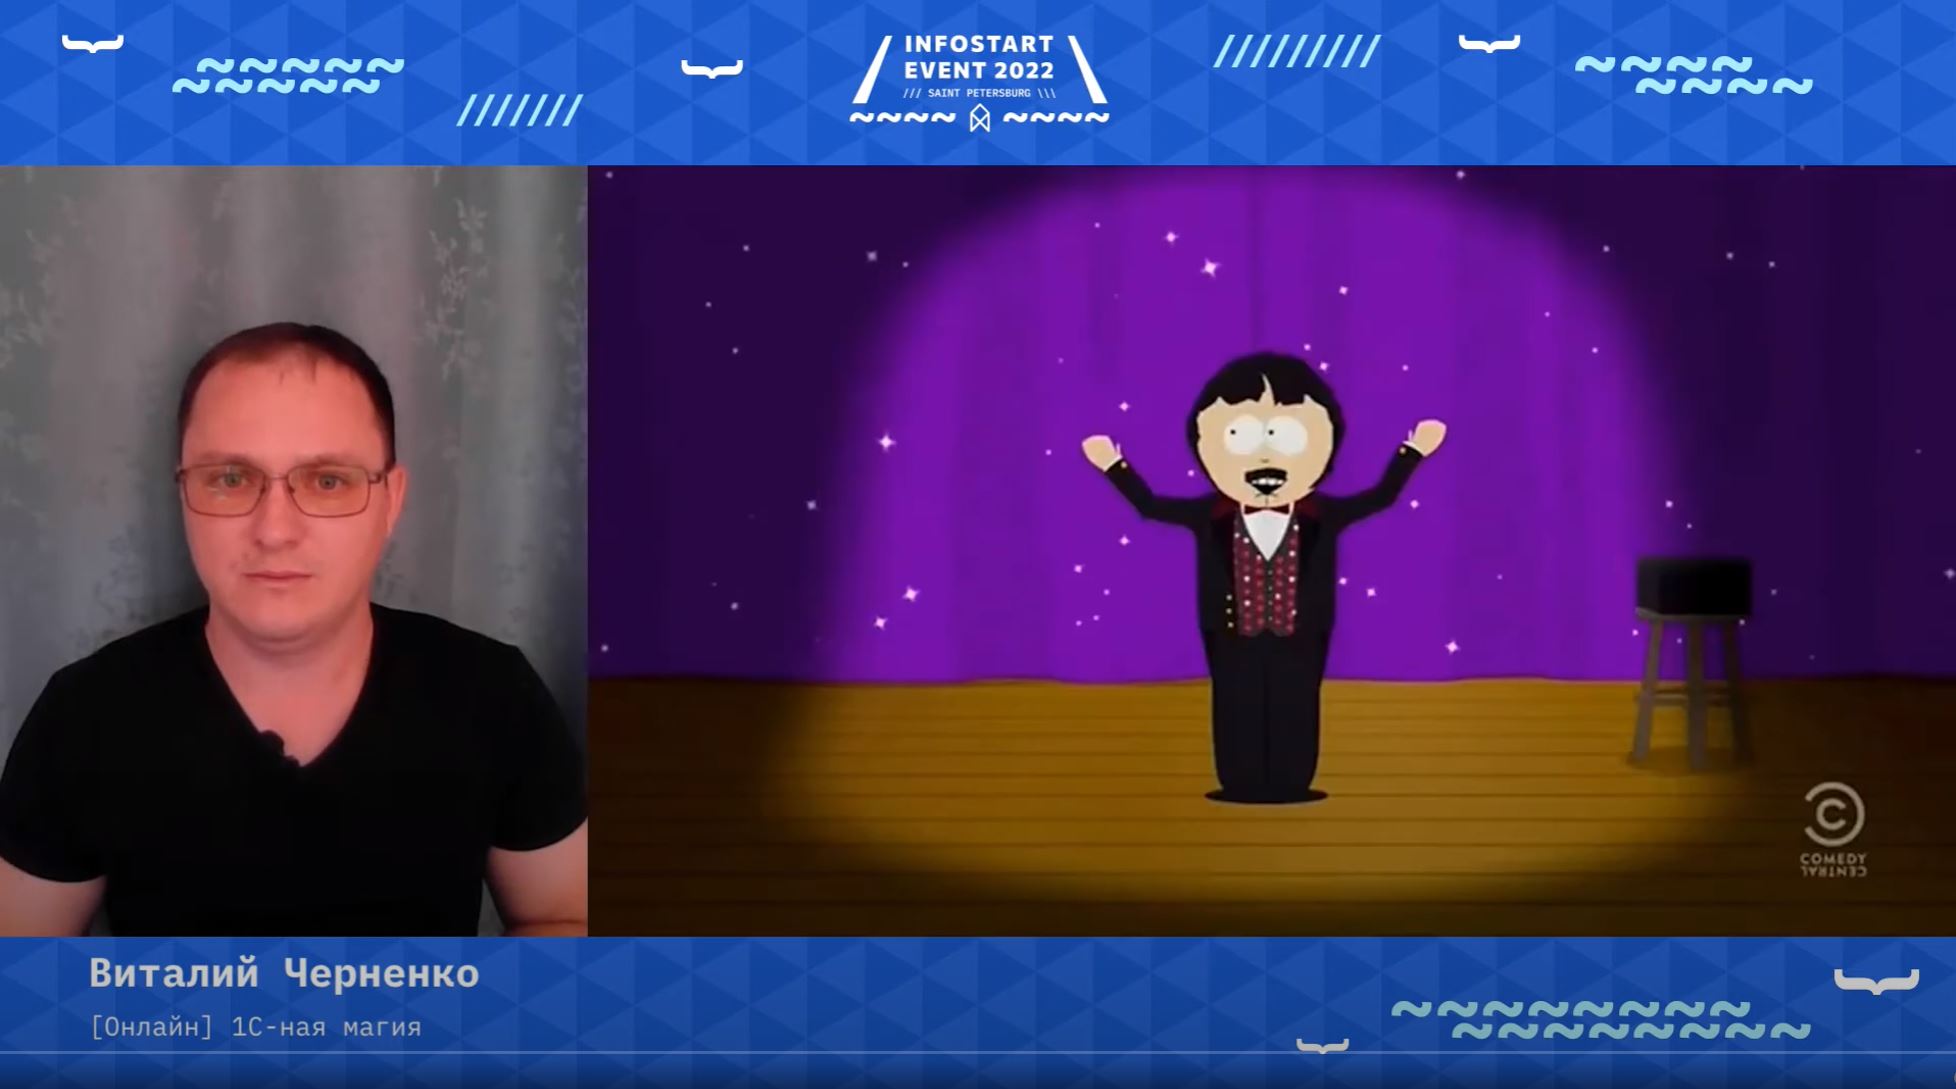 INFOSTART
EVENT 2022
/// SAINT PETERSBURG \\\
COMEDY
CENTRAL
Виталий Черненко
[Онлайн] 1С-ная магия